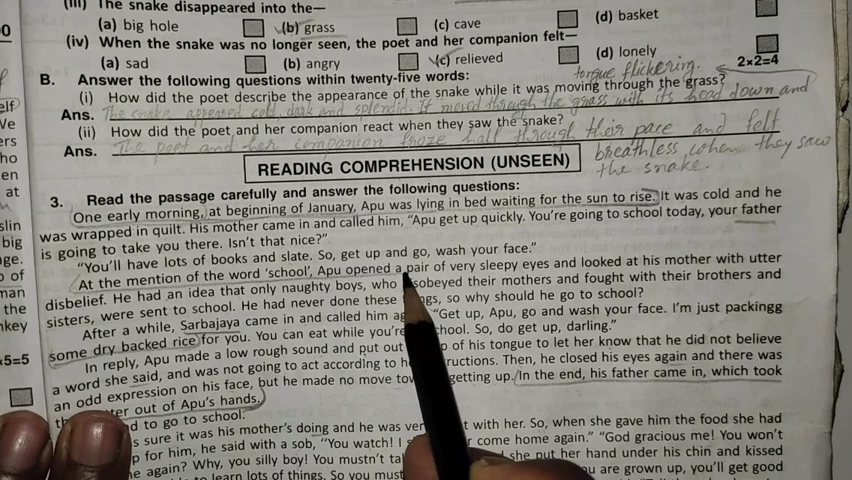 (iii) The snake disappeared into the—
(a) big hole (b) grass (c) cave (d) basket
(iv) When the snake was no longer seen, the poet and her companion felt—
(a) sad (b) angry (c) relieved (d) lonely
tongue flickering.
B. Answer the following questions within twenty-five words: 2×2=4
(i) How did the poet describe the appearance of the snake while it was moving through the grass?
Ans. The snake appeared cold, dark and splendid. It moved through the grass with its head down and
(ii) How did the poet and her companion react when they saw the snake?
Ans. The poet and her companion froze half through their pace and felt
breathless when they saw
the snake.
READING COMPREHENSION (UNSEEN)
3. Read the passage carefully and answer the following questions:
One early morning, at beginning of January, Apu was lying in bed waiting for the sun to rise. It was cold and he
was wrapped in quilt. His mother came in and called him, "Apu get up quickly. You're going to school today, your father
is going to take you there. Isn't that nice?"
"You'll have lots of books and slate. So, get up and go, wash your face."
At the mention of the word 'school', Apu opened a pair of very sleepy eyes and looked at his mother with utter
disbelief. He had an idea that only naughty boys, who disobeyed their mothers and fought with their brothers and
sisters, were sent to school. He had never done these things, so why should he go to school?
After a while, Sarbajaya came in and called him "Get up, Apu, go and wash your face. I'm just packingg
some dry backed rice for you. You can eat while you're school. So, do get up, darling."
In reply, Apu made a low rough sound and put out of his tongue to let her know that he did not believe
a word she said, and was not going to act according to instructions. Then, he closed his eyes again and there was
an odd expression on his face, but he made no move getting up. In the end, his father came in, which took
out of Apu's hands.
to go to school.
sure it was his mother's doing and he was with her. So, when she gave him the food she had
for him, he said with a sob, "You watch! I come home again." "God gracious me! You won't
again? Why, you silly boy! You mustn't she put her hand under his chin and kissed
learn lots of things. So you must are grown up, you'll get good